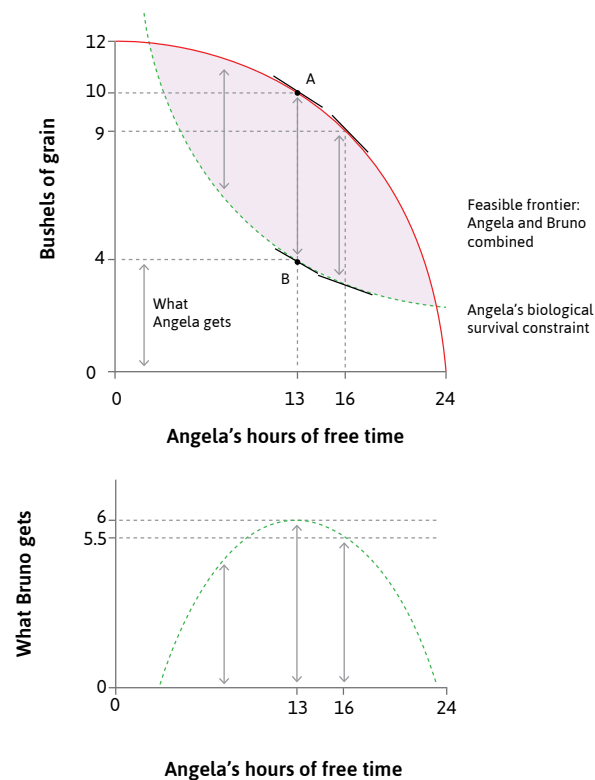 12
10
9
4
0
Bushels of grain
A
B
What
Angela gets
Feasible frontier:
Angela and Bruno
combined
Angela's biological
survival constraint
0
13
16
24
Angela's hours of free time
What Bruno gets
6
5.5
0
0
13
16
24
Angela's hours of free time